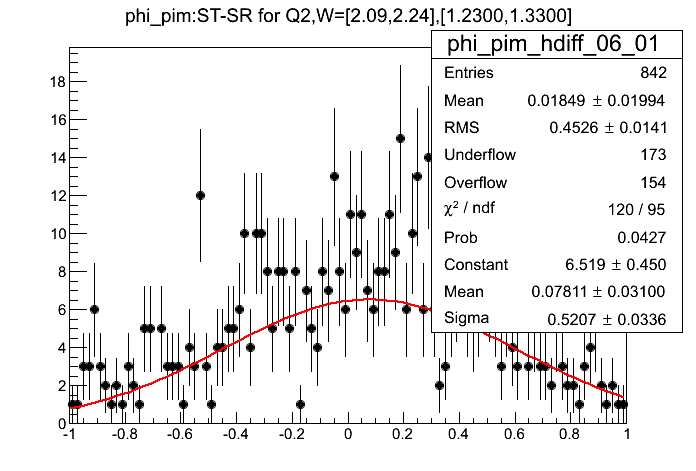 phi_pim:ST-SR for Q2,W=[2.09,2.24],[1.2300,1.3300]
phi_pim_hdiff_06_01
Entries 842
Mean 0.01849 ± 0.01994
RMS 0.4526 ± 0.0141
Underflow 173
Overflow 154
χ² / ndf 120 / 95
Prob 0.0427
Constant 6.519 ± 0.450
Mean 0.07811 ± 0.03100
Sigma 0.5207 ± 0.0336
18
16
14
12
10
8
6
4
2
0
-1 -0.8 -0.6 -0.4 -0.2 0 0.2 0.4 0.6 0.8 1